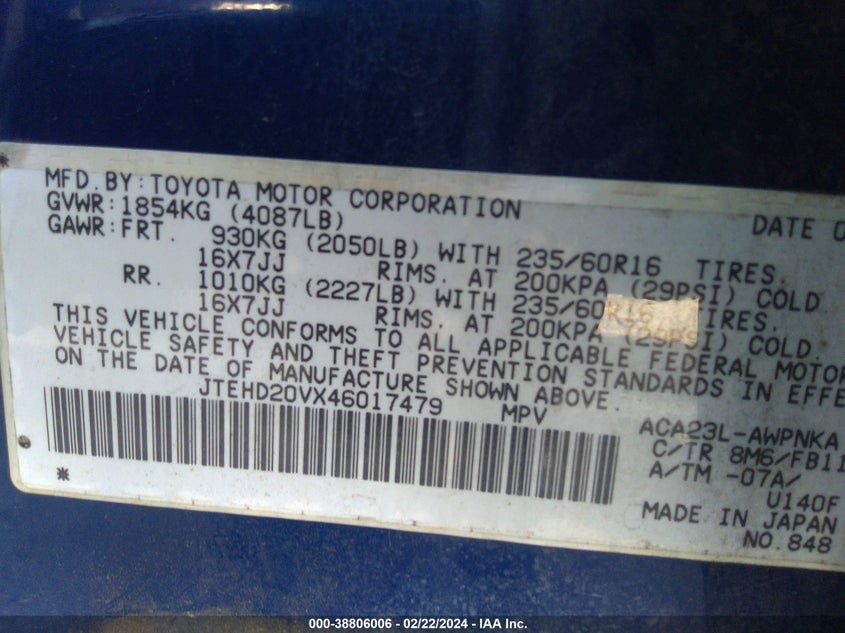 MFD.BY:TOYOTA MOTOR CORPORATION DATE
GVWR:1854KG (4087LB)
GAWR:FRT. 930KG (2050LB) WITH 235/60R16 TIRES.
16X7JJ RIMS. AT 200KPA (29PSI) COLD
RR. 1010KG (2227LB) WITH 235/60R16 TIRES.
16X7JJ RIMS. AT 200KPA (29PSI) COLD.
THIS VEHICLE CONFORMS TO ALL APPLICABLE FEDERAL MOTOR
VEHICLE SAFETY AND THEFT PREVENTION STANDARDS IN EFFE
ON THE DATE OF MANUFACTURE SHOWN ABOVE.
JTEHD20VX46017479 MPV
ACA23L-AWPNKA
C/TR 8M6/FB11
A/TM -07A/
U140F
MADE IN JAPAN
NO.848
000-38806006 - 02/22/2024 - IAA Inc.